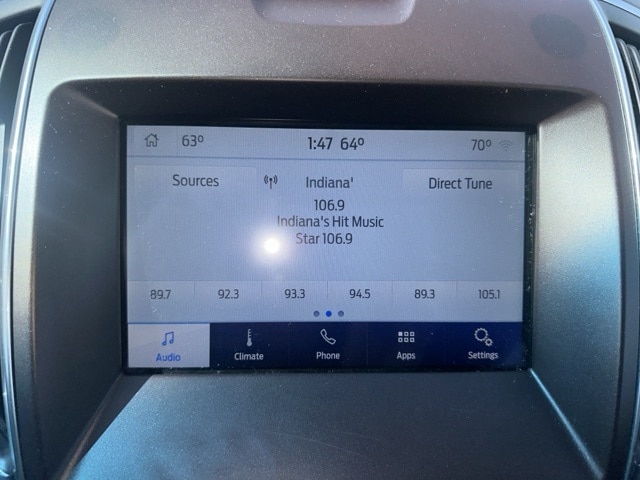 63° 1:47 64° 70°
Sources Indiana' Direct Tune
106.9
Indiana's Hit Music
Star 106.9
89.7 92.3 93.3 94.5 89.3 105.1
Audio Climate Phone Apps Settings